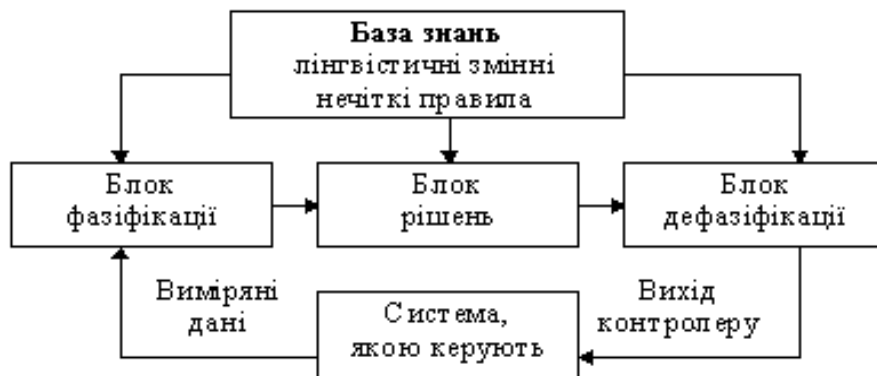 База знань
лінгвістичні змінні
нечіткі правила
Блок
фазіфікації
Блок
рішень
Блок
дефазіфікації
Виміряні
дані
Система,
якою керують
Вихід
контролеру